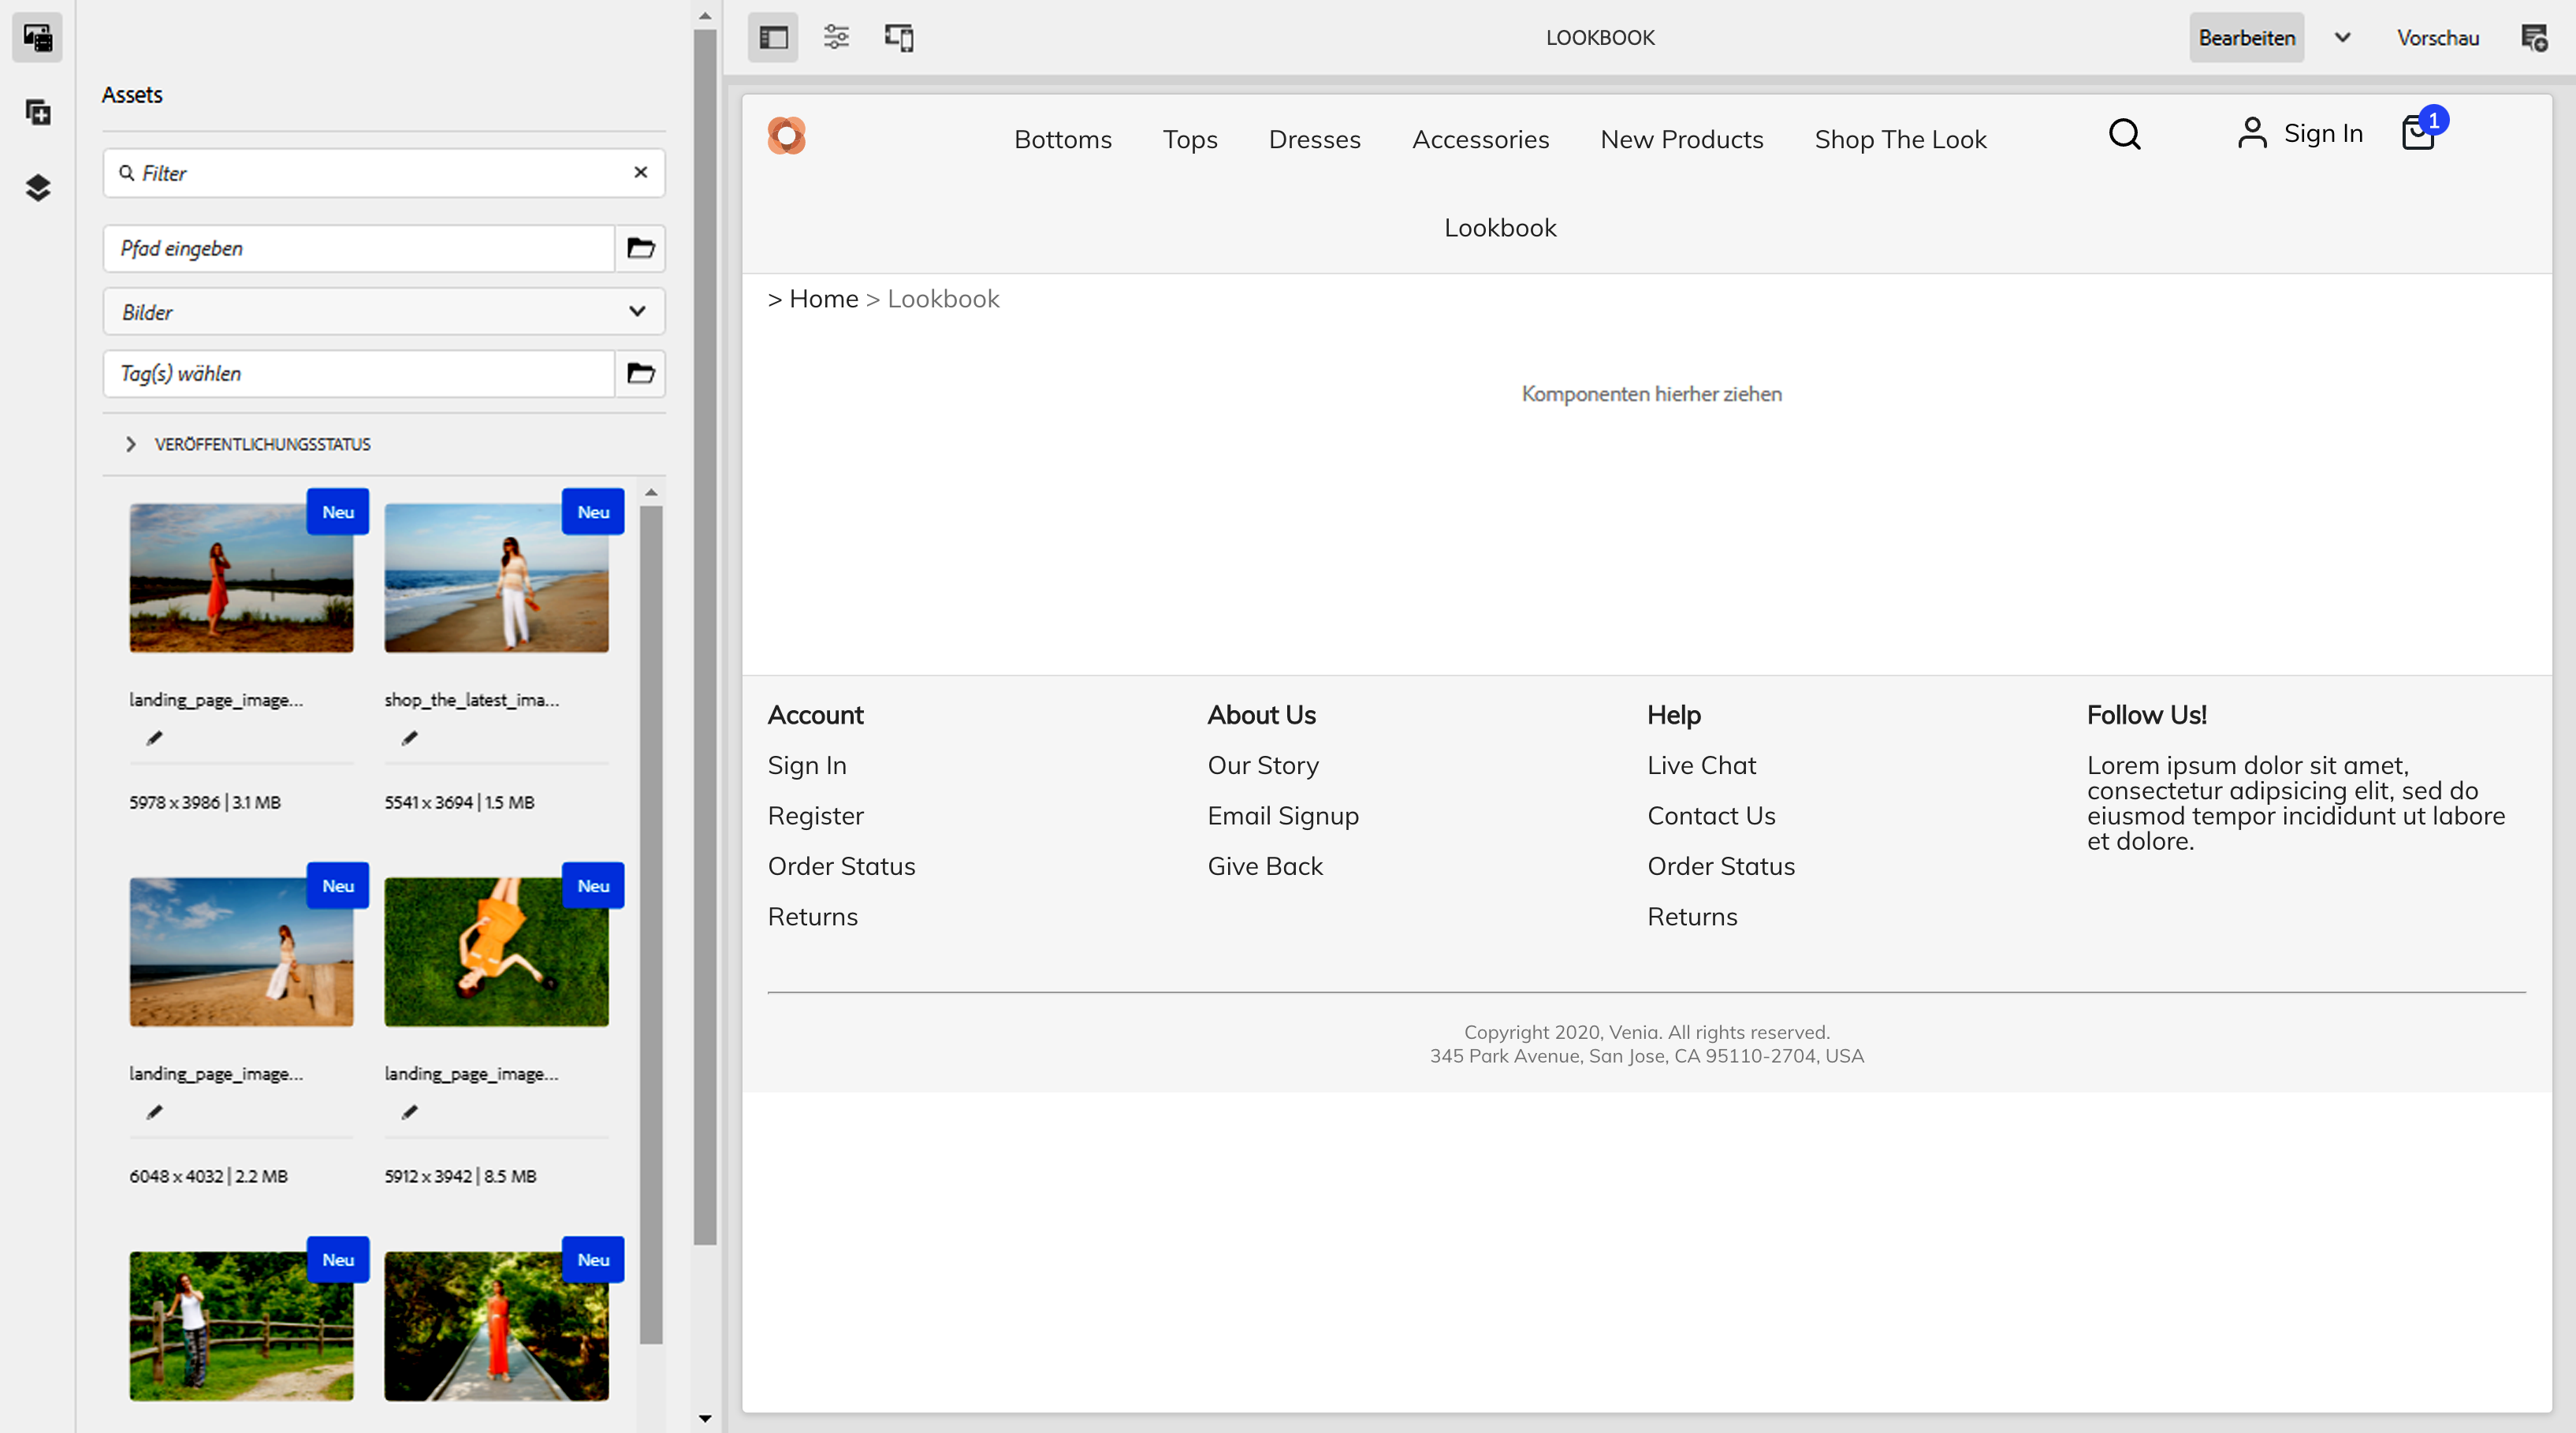 LOOKBOOK
Bearbeiten
Vorschau
Assets
Filter
Pfad eingeben
Bilder
Tag(s) wählen
VERÖFFENTLICHUNGSSTATUS
Neu
Neu
landing_page_image...
shop_the_latest_ima...
5978 x 3986 | 3.1 MB
5541 x 3694 | 1.5 MB
Neu
Neu
landing_page_image...
landing_page_image...
6048 x 4032 | 2.2 MB
5912 x 3942 | 8.5 MB
Neu
Neu
Bottoms
Tops
Dresses
Accessories
New Products
Shop The Look
Lookbook
Sign In
1
> Home > Lookbook
Komponenten hierher ziehen
Account
Sign In
Register
Order Status
Returns
About Us
Our Story
Email Signup
Give Back
Help
Live Chat
Contact Us
Order Status
Returns
Follow Us!
Lorem ipsum dolor sit amet,
consectetur adipsicing elit, sed do
eiusmod tempor incididunt ut labore
et dolore.
Copyright 2020, Venia. All rights reserved.
345 Park Avenue, San Jose, CA 95110-2704, USA